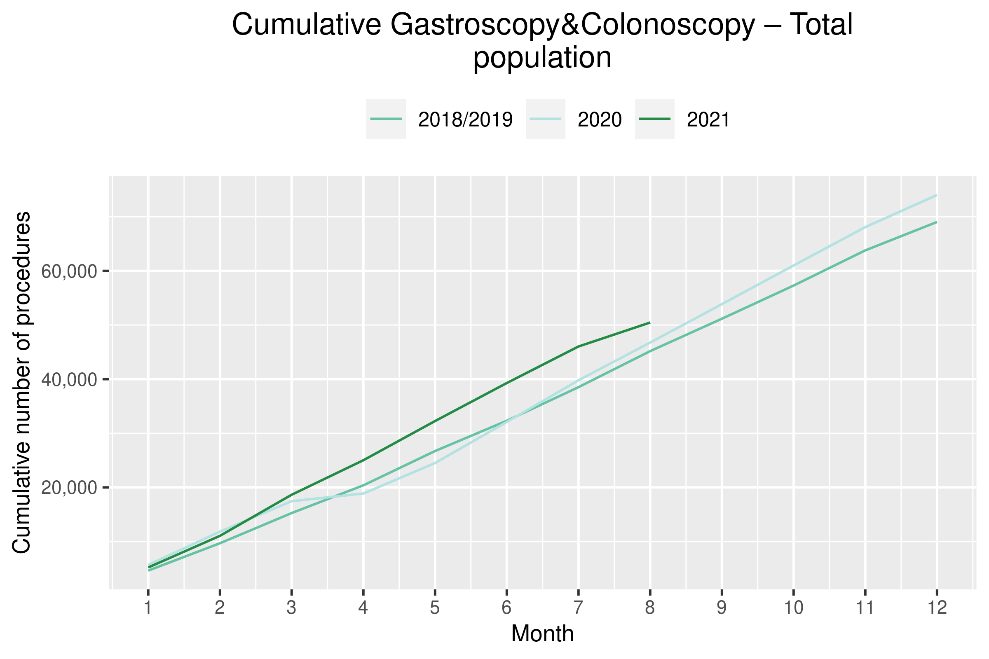 Cumulative Gastroscopy&Colonoscopy – Total
population
2018/2019 2020 2021
Cumulative number of procedures
60,000
40,000
20,000
1 2 3 4 5 6 7 8 9 10 11 12
Month